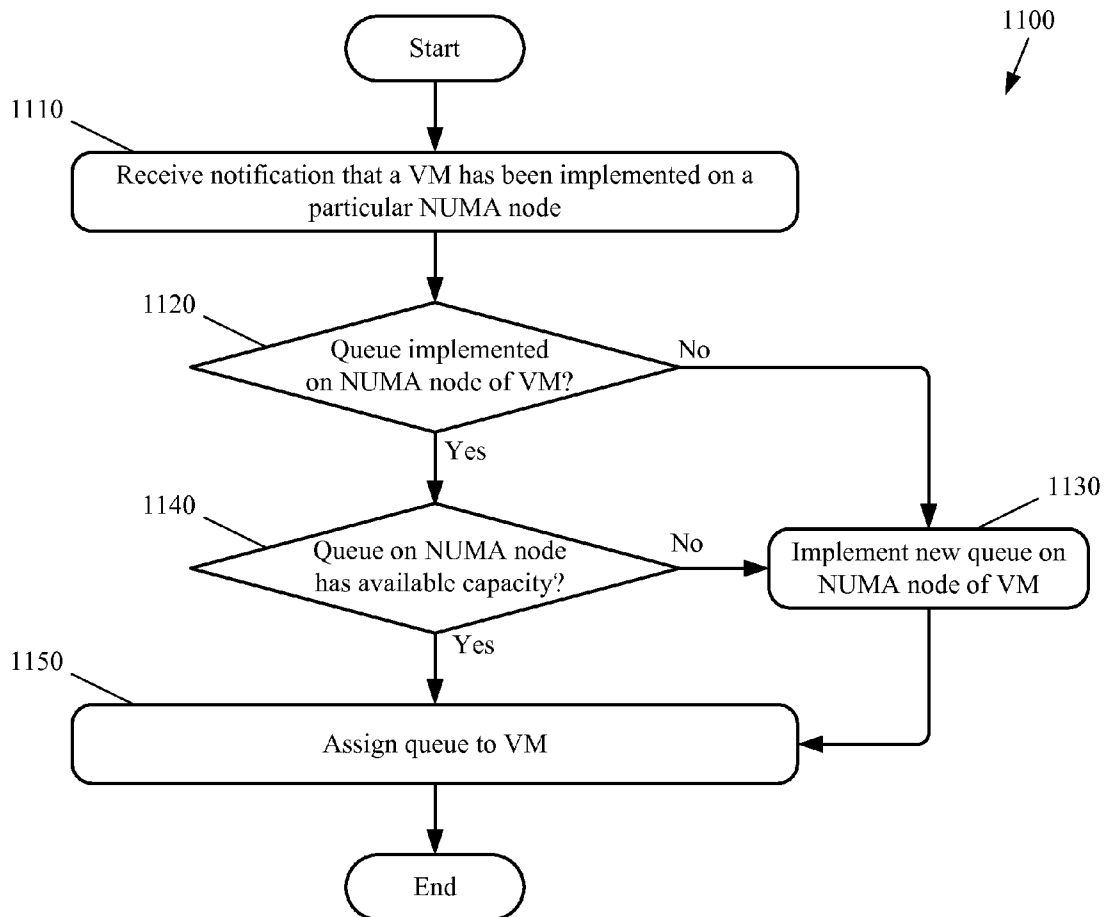 1100
Start
1110
Receive notification that a VM has been implemented on a
particular NUMA node
1120
Queue implemented
on NUMA node of VM?
No
Yes
1140
Queue on NUMA node
has available capacity?
No
1130
Implement new queue on
NUMA node of VM
Yes
1150
Assign queue to VM
End